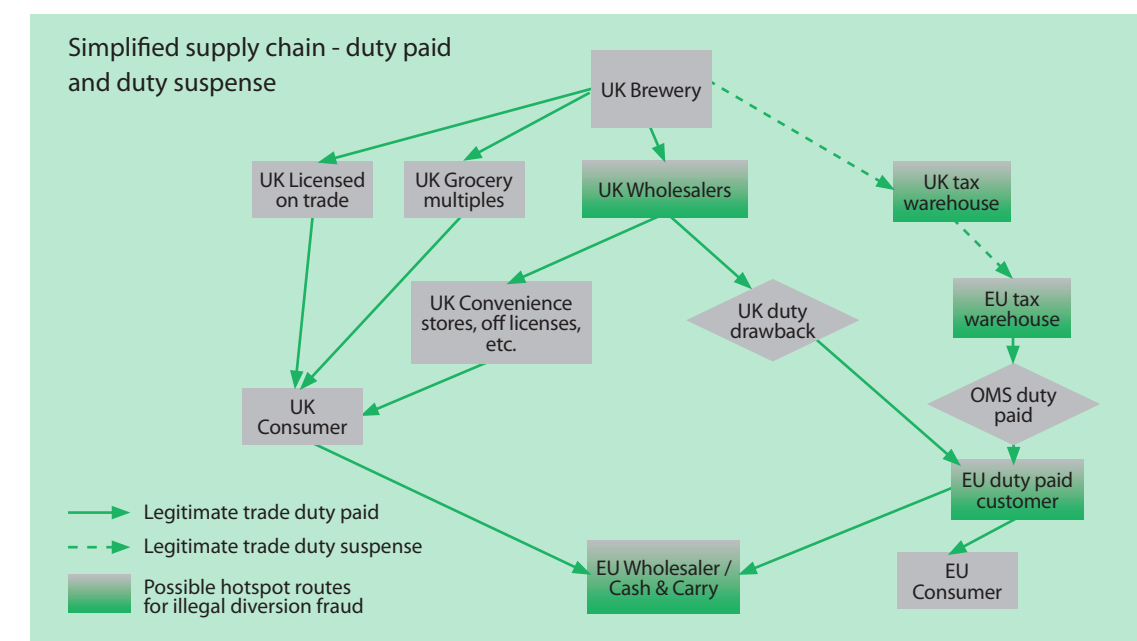 Simplified supply chain - duty paid
and duty suspense
UK Brewery
UK Licensed
on trade
UK Grocery
multiples
UK Wholesalers
UK tax
warehouse
UK Convenience
stores, off licenses,
etc.
UK duty
drawback
EU tax
warehouse
OMS duty
paid
UK
Consumer
EU duty paid
customer
Legitimate trade duty paid
Legitimate trade duty suspense
Possible hotspot routes
for illegal diversion fraud
EU Wholesaler /
Cash & Carry
EU
Consumer